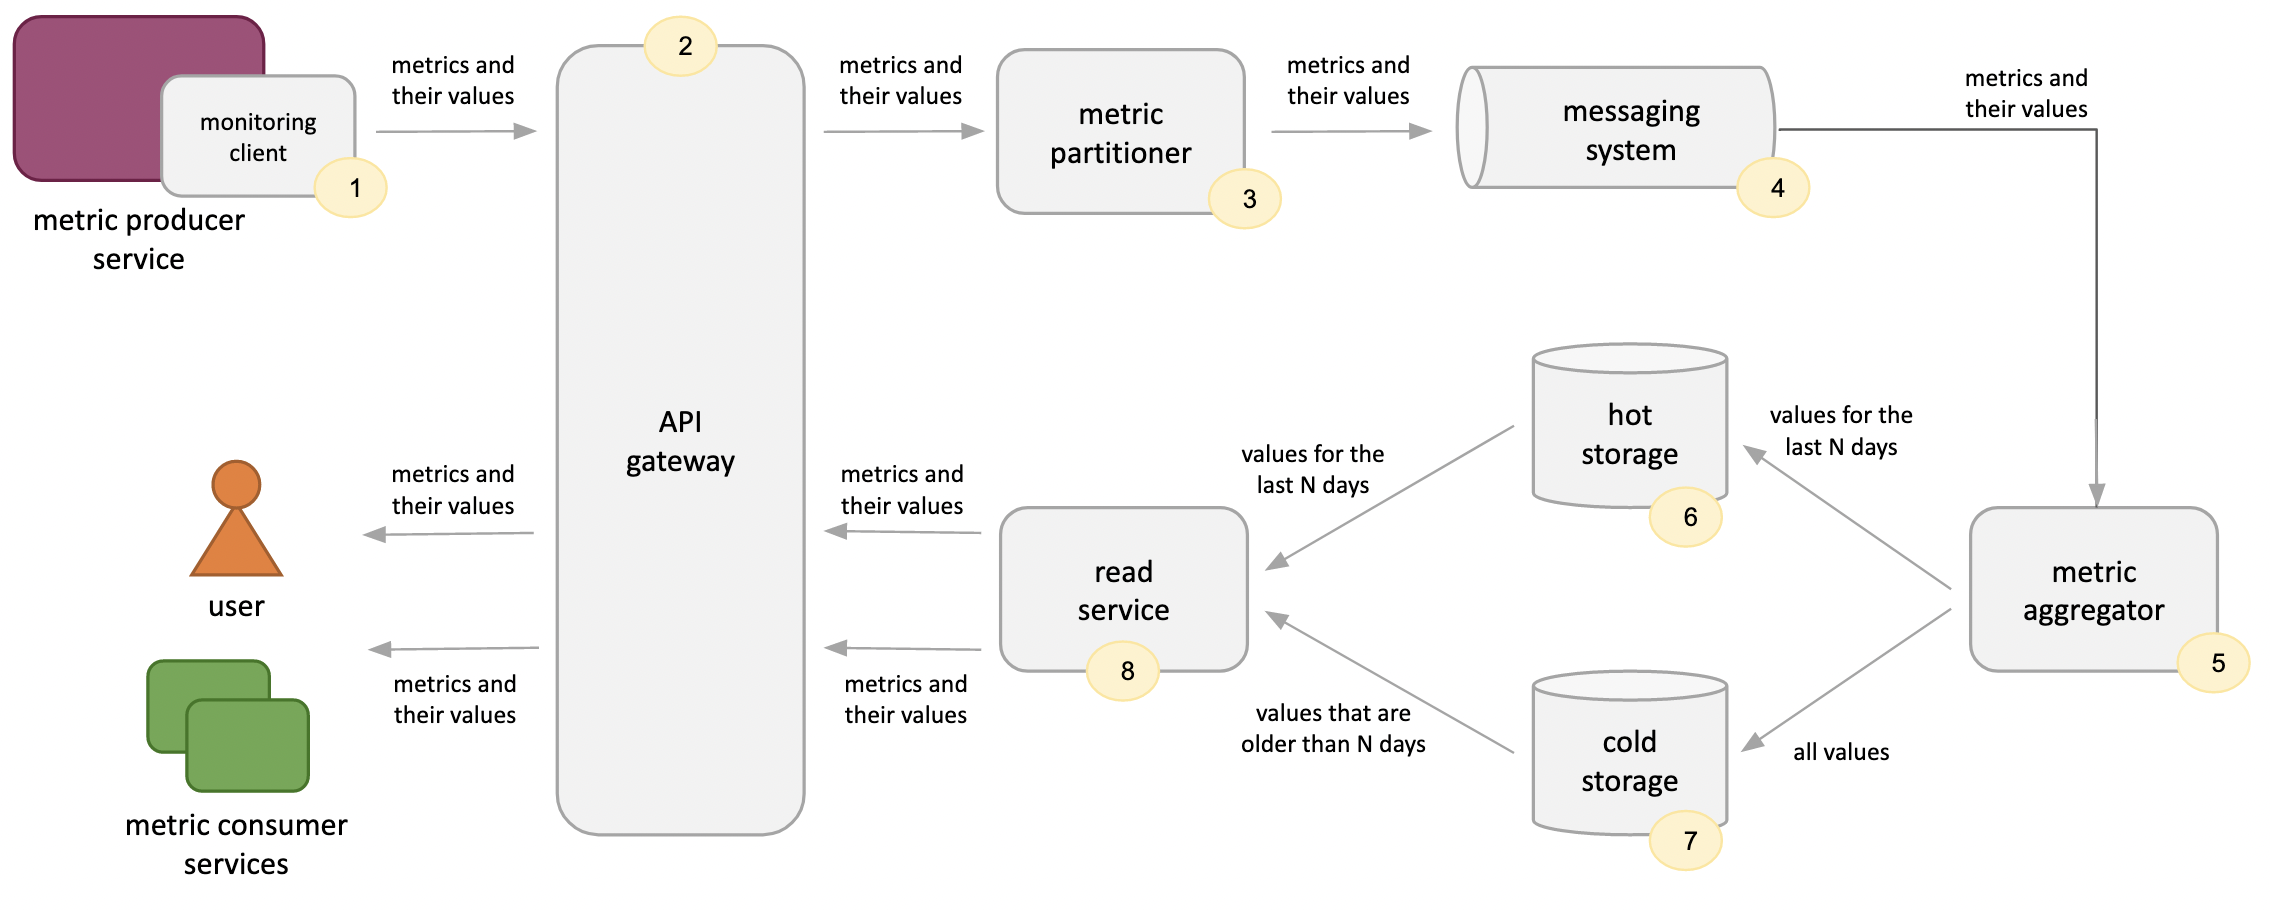 monitoring
client
1
metric producer
service
metrics and
their values
2
API
gateway
metrics and
their values
metric
partitioner
3
metrics and
their values
messaging
system
4
metrics and
their values
metric
aggregator
5
values for the
last N days
hot
storage
6
all values
cold
storage
7
values for the
last N days
values that are
older than N days
read
service
8
metrics and
their values
metrics and
their values
metrics and
their values
metrics and
their values
user
metric consumer
services